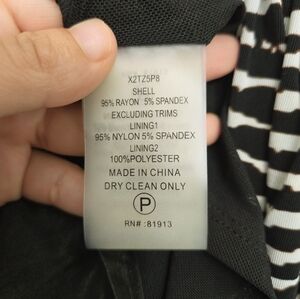 X2TZ5P8
SHELL
95% RAYON 5% SPANDEX
EXCLUDING TRIMS
LINING1
95% NYLON 5% SPANDEX
LINING2
100%POLYESTER
MADE IN CHINA
DRY CLEAN ONLY
P
RN# :81913